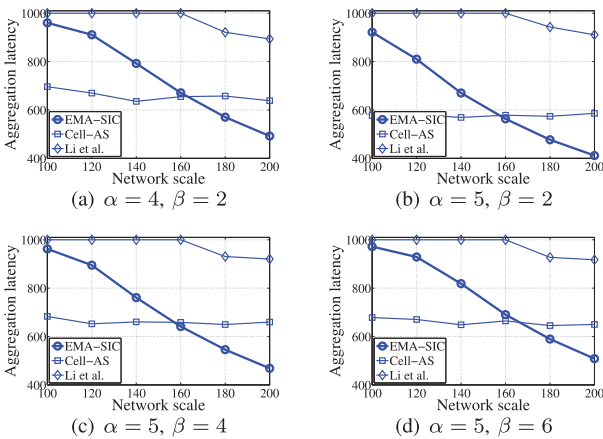 1000
800
600
400
Aggregation latency
EMA−SIC
Cell−AS
Li et al.
100 120 140 160 180 200
Network scale
(a) α = 4, β = 2
1000
800
600
400
Aggregation latency
EMA−SIC
Cell−AS
Li et al.
100 120 140 160 180 200
Network scale
(b) α = 5, β = 2
1000
800
600
400
Aggregation latency
EMA−SIC
Cell−AS
Li et al.
100 120 140 160 180 200
Network scale
(c) α = 5, β = 4
1000
800
600
400
Aggregation latency
EMA−SIC
Cell−AS
Li et al.
100 120 140 160 180 200
Network scale
(d) α = 5, β = 6